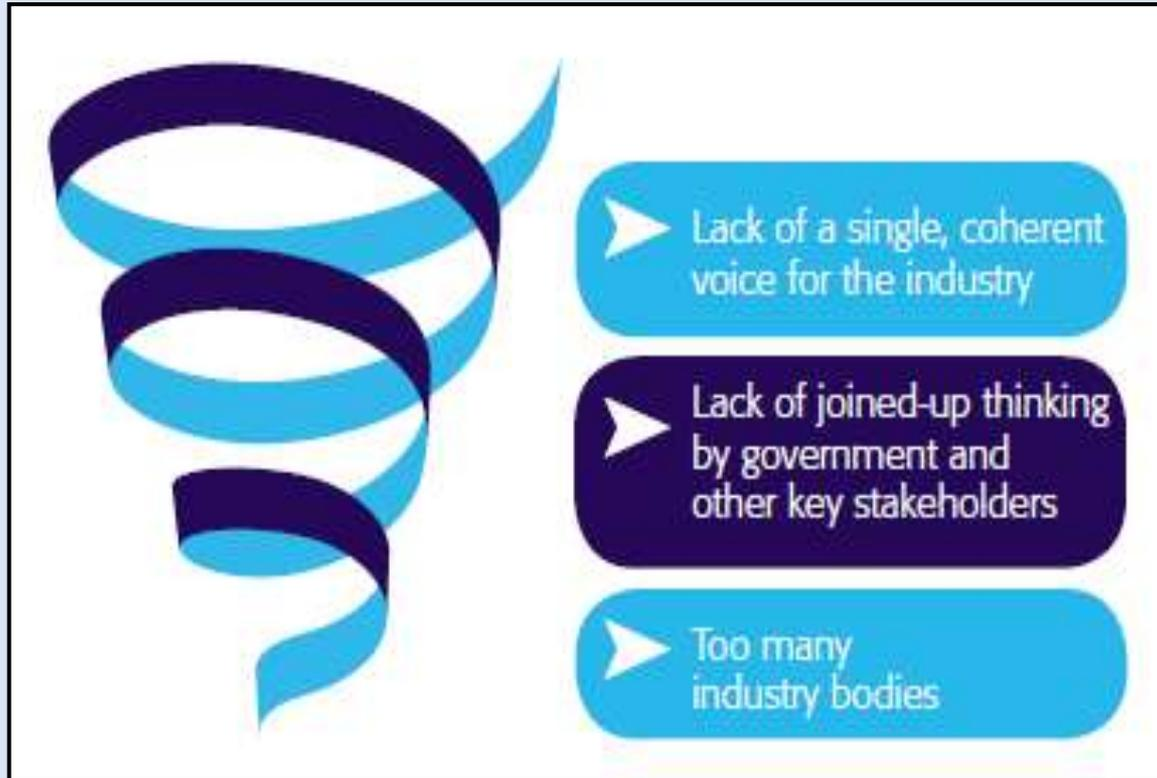 Lack of a single, coherent
voice for the industry
Lack of joined-up thinking
by government and
other key stakeholders
Too many
industry bodies